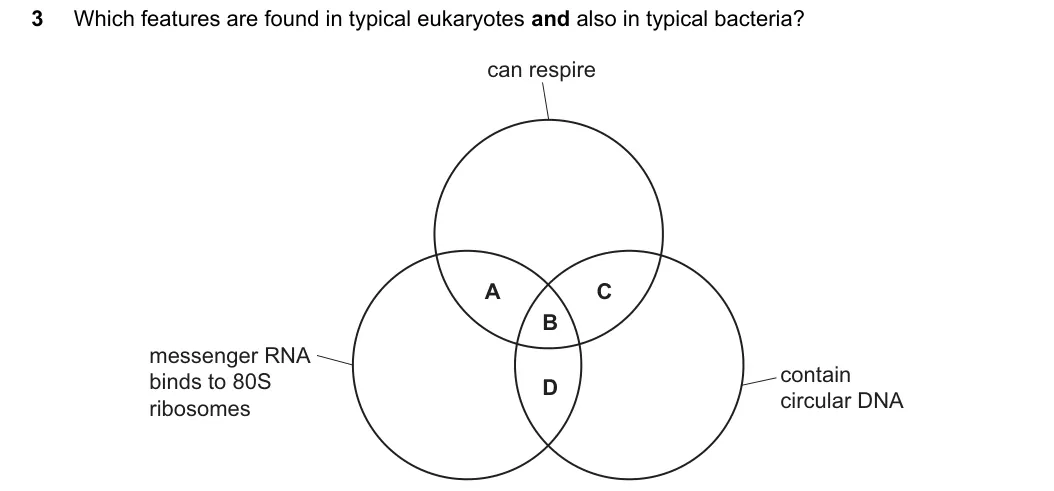 3 Which features are found in typical eukaryotes and also in typical bacteria?
can respire
A
C
B
messenger RNA
binds to 80S
ribosomes
D
contain
circular DNA